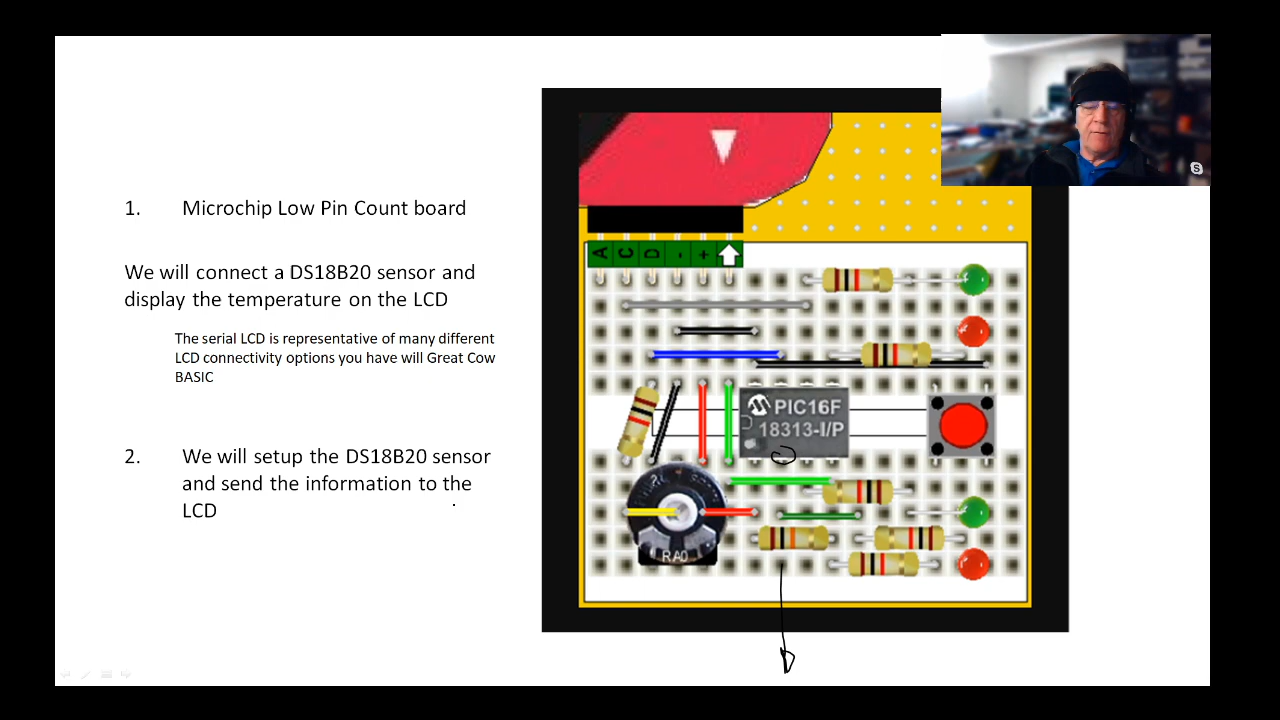 1. Microchip Low Pin Count board
We will connect a DS18B20 sensor and
display the temperature on the LCD
The serial LCD is representative of many different
LCD connectivity options you have will Great Cow
BASIC
2. We will setup the DS18B20 sensor
and send the information to the
LCD
A C D - +
PIC16F
18313-I/P
RA0
S